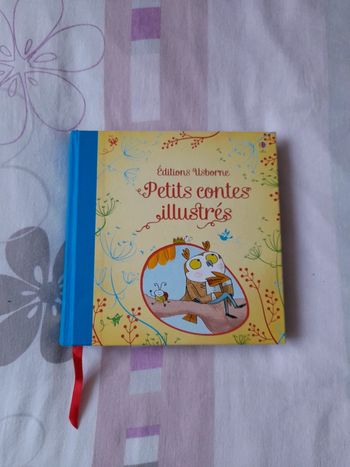 Éditions Usborne
Petits contes
illustrés